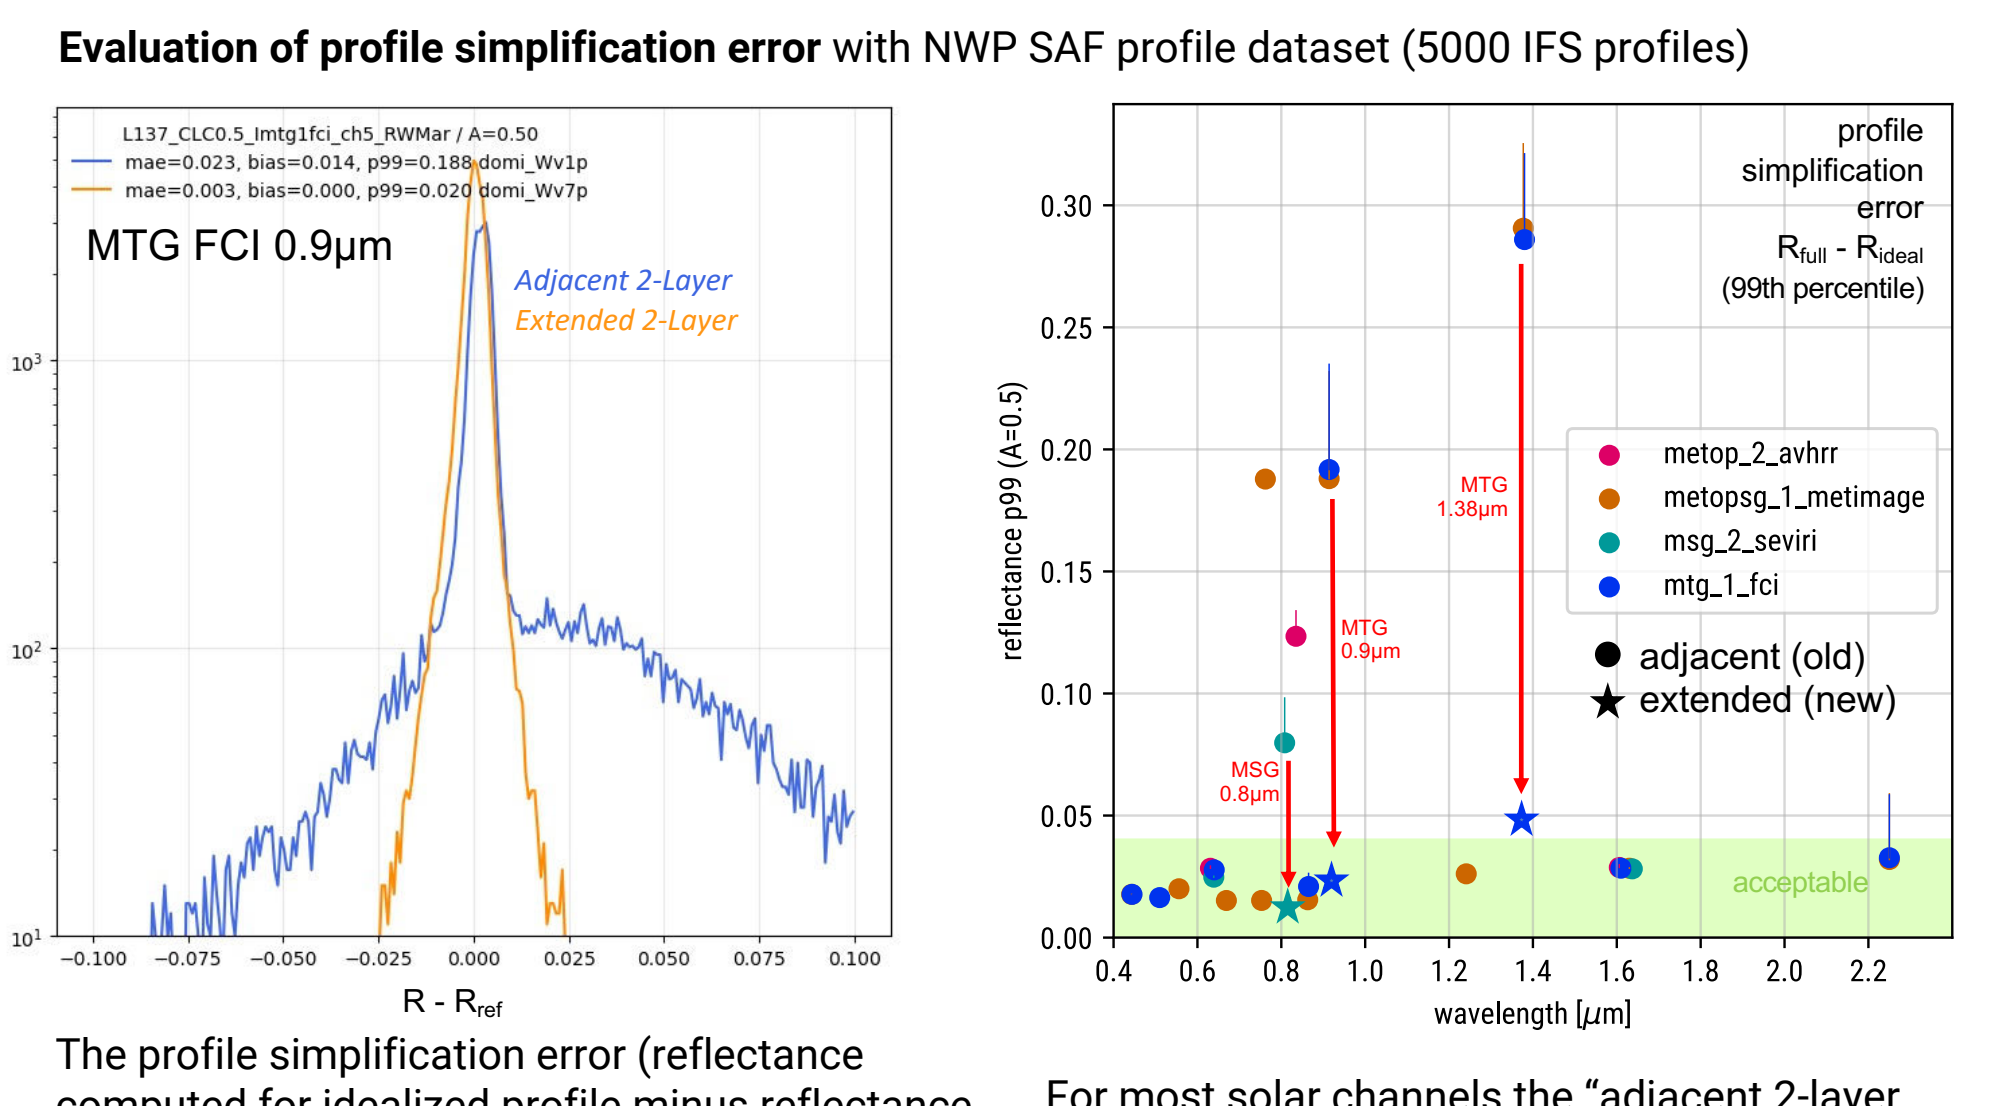 Evaluation of profile simplification error with NWP SAF profile dataset (5000 IFS profiles)
L137_CLC0.5_Imtg1fci_ch5_RWMar / A=0.50
mae=0.023, bias=0.014, p99=0.188 domi_Wv1p
mae=0.003, bias=0.000, p99=0.020 domi_Wv7p
MTG FCI 0.9μm
Adjacent 2-Layer
Extended 2-Layer
10³
10²
10¹
−0.100 −0.075 −0.050 −0.025 0.000 0.025 0.050 0.075 0.100
R - Rref
The profile simplification error (reflectance
computed for idealized profile minus reflectance
profile
simplification
error
Rfull - Rideal
(99th percentile)
reflectance p99 (A=0.5)
0.30
0.25
0.20
0.15
0.10
0.05
0.00
MTG
1.38μm
MTG
0.9μm
MSG
0.8μm
metop_2_avhrr
metopsg_1_metimage
msg_2_seviri
mtg_1_fci
adjacent (old)
extended (new)
acceptable
0.4 0.6 0.8 1.0 1.2 1.4 1.6 1.8 2.0 2.2
wavelength [μm]
For most solar channels the “adjacent 2-layer